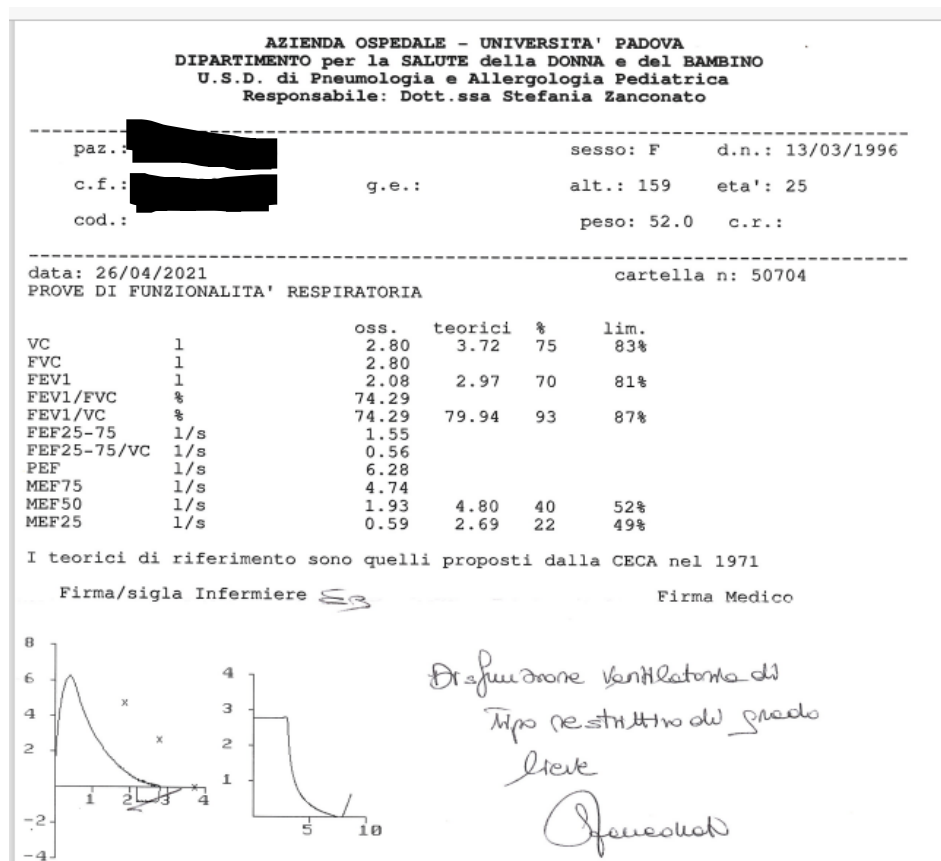 AZIENDA OSPEDALE - UNIVERSITA' PADOVA
DIPARTIMENTO per la SALUTE della DONNA e del BAMBINO
U.S.D. di Pneumologia e Allergologia Pediatrica
Responsabile: Dott.ssa Stefania Zanconato
paz.: sesso: F d.n.: 13/03/1996
c.f.: g.e.: alt.: 159 eta': 25
cod.: peso: 52.0 c.r.:
data: 26/04/2021 cartella n: 50704
PROVE DI FUNZIONALITA' RESPIRATORIA
oss. teorici % lim.
VC l 2.80 3.72 75 83%
FVC l 2.80
FEV1 l 2.08 2.97 70 81%
FEV1/FVC % 74.29
FEV1/VC % 74.29 79.94 93 87%
FEF25-75 l/s 1.55
FEF25-75/VC l/s 0.56
PEF l/s 6.28
MEF75 l/s 4.74
MEF50 l/s 1.93 4.80 40 52%
MEF25 l/s 0.59 2.69 22 49%
I teorici di riferimento sono quelli proposti dalla CECA nel 1971
Firma/sigla Infermiere Firma Medico
8
6
4
2
-2
-4
1 2 3 4
4
3
2
1
5 10
Disfunzione ventilatoria di
tipo restrittivo di grado
lieve